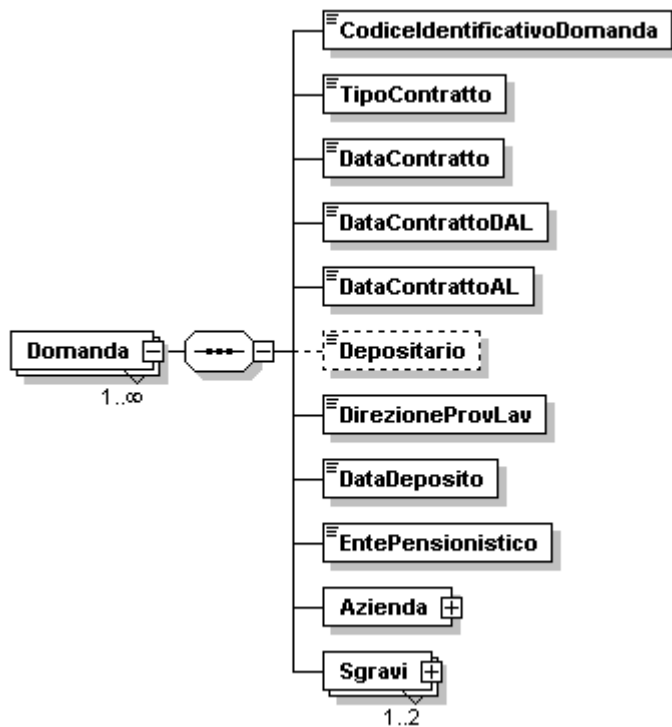 CodiceIdentificativoDomanda
TipoContratto
DataContratto
DataContrattoDAL
DataContrattoAL
Domanda
1..∞
Depositario
DirezioneProvLav
DataDeposito
EntePensionistico
Azienda
Sgravi
1..2